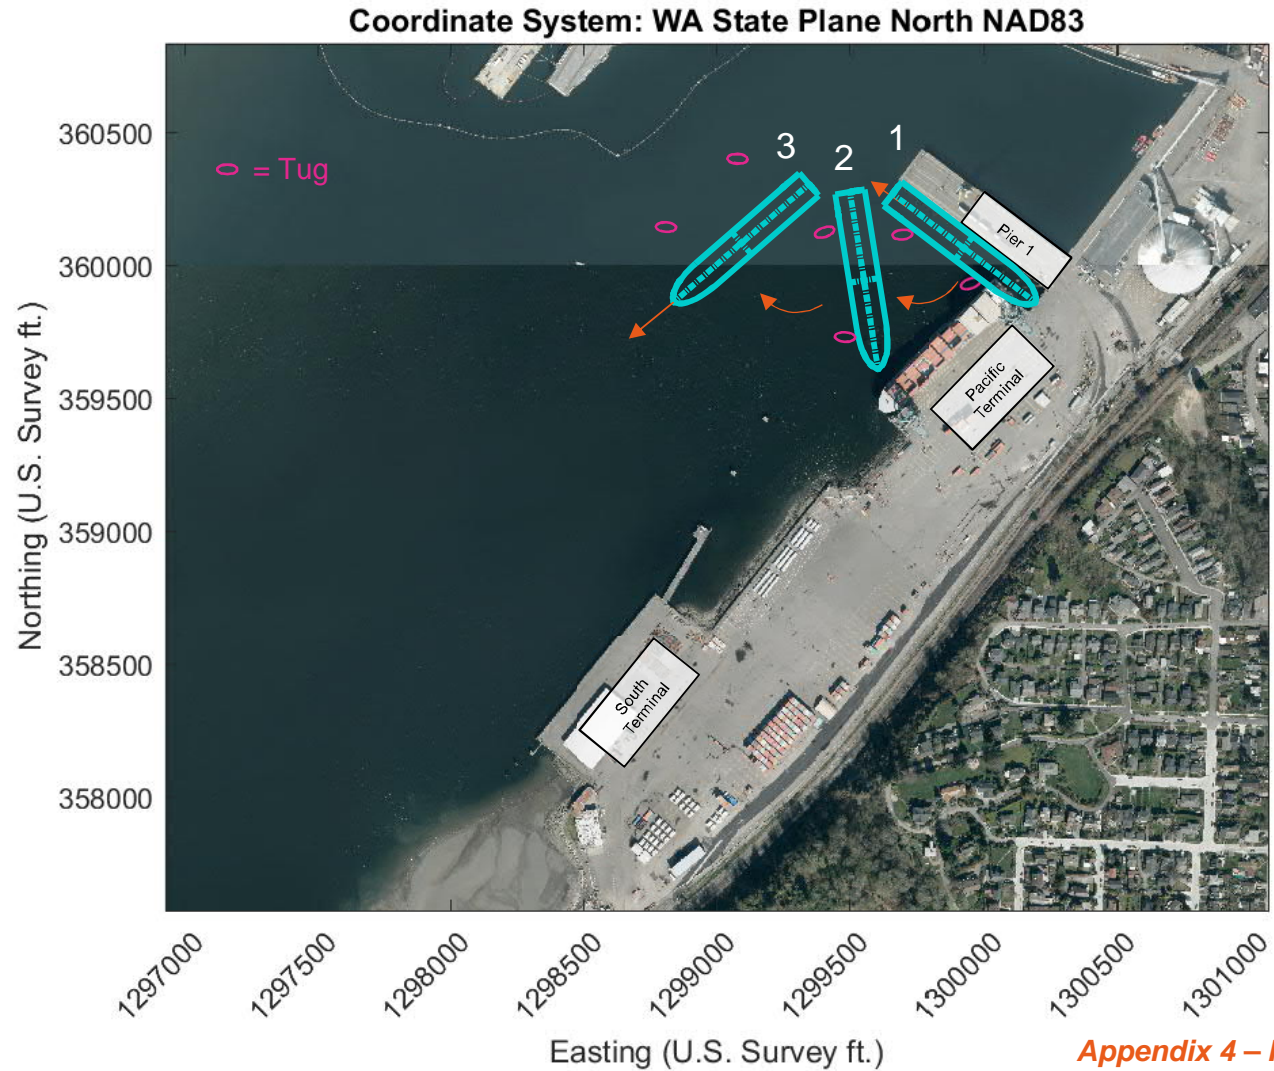 Coordinate System: WA State Plane North NAD83
360500
360000
359500
359000
358500
358000
Northing (U.S. Survey ft.)
= Tug
3
2
1
Pier 1
Pacific
Terminal
South
Terminal
1297000
1297500
1298000
1298500
1299000
1299500
1300000
1300500
1301000
Easting (U.S. Survey ft.)
Appendix 4 –